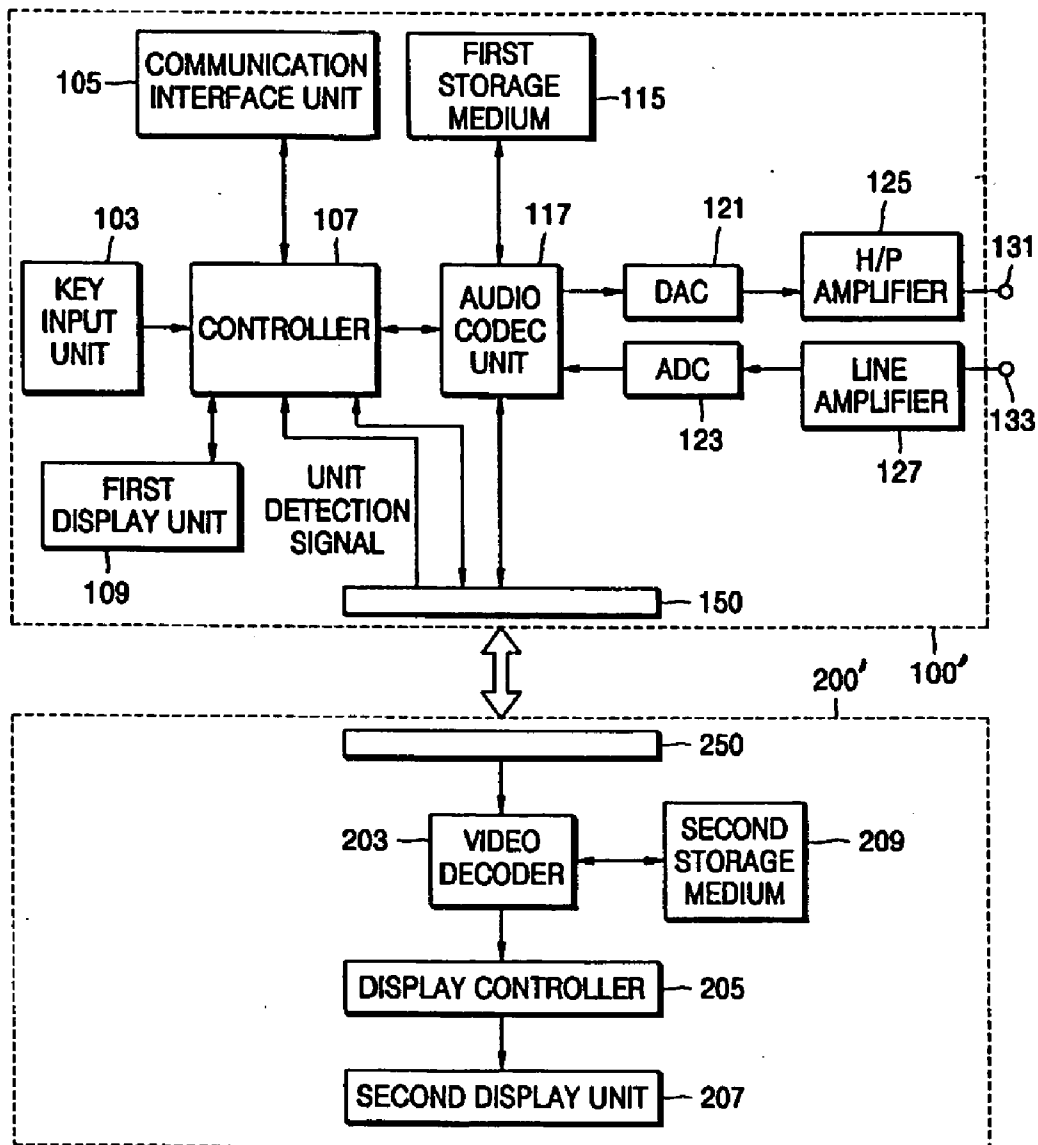 COMMUNICATION
INTERFACE UNIT
105
FIRST
STORAGE
MEDIUM
115
103
KEY
INPUT
UNIT
107
CONTROLLER
117
AUDIO
CODEC
UNIT
121
DAC
125
H/P
AMPLIFIER
131
ADC
123
LINE
AMPLIFIER
127
133
FIRST
DISPLAY UNIT
109
UNIT
DETECTION
SIGNAL
150
100'
200'
250
203
VIDEO
DECODER
SECOND
STORAGE
MEDIUM
209
DISPLAY CONTROLLER
205
SECOND DISPLAY UNIT
207